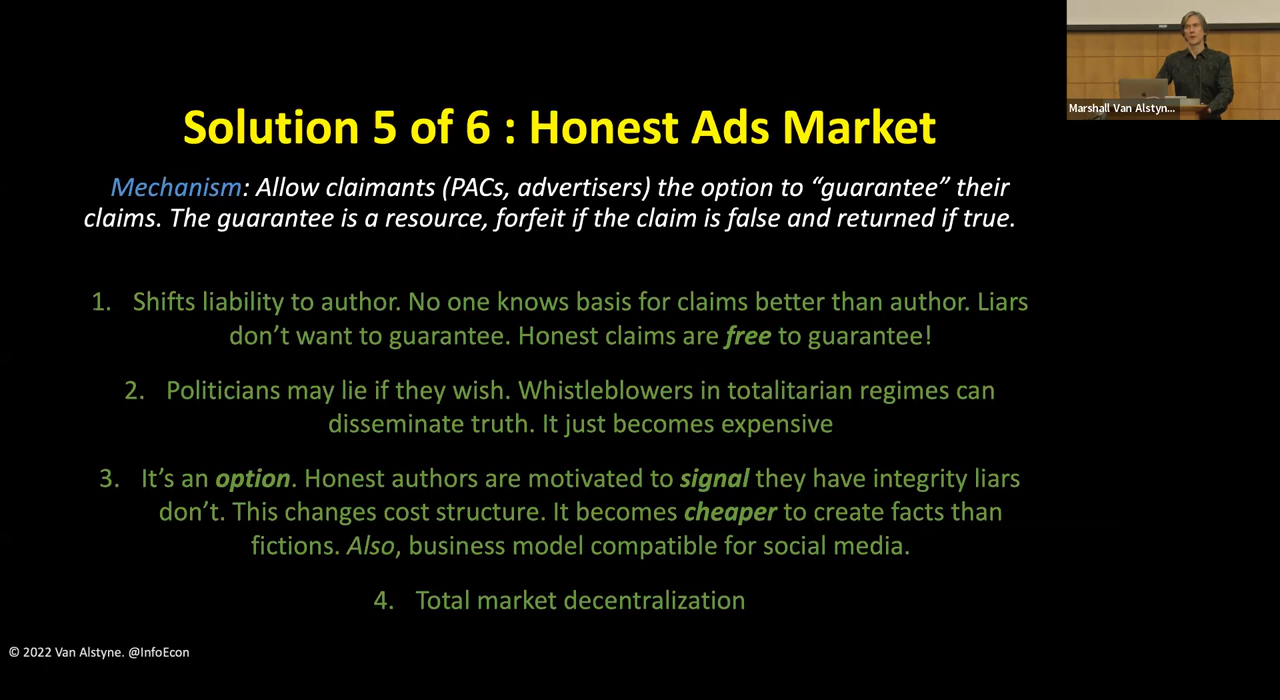 Marshall Van Alstyn...
Solution 5 of 6 : Honest Ads Market
Mechanism: Allow claimants (PACs, advertisers) the option to “guarantee” their
claims. The guarantee is a resource, forfeit if the claim is false and returned if true.
1. Shifts liability to author. No one knows basis for claims better than author. Liars
don’t want to guarantee. Honest claims are free to guarantee!
2. Politicians may lie if they wish. Whistleblowers in totalitarian regimes can
disseminate truth. It just becomes expensive
3. It’s an option. Honest authors are motivated to signal they have integrity liars
don’t. This changes cost structure. It becomes cheaper to create facts than
fictions. Also, business model compatible for social media.
4. Total market decentralization
© 2022 Van Alstyne. @InfoEcon